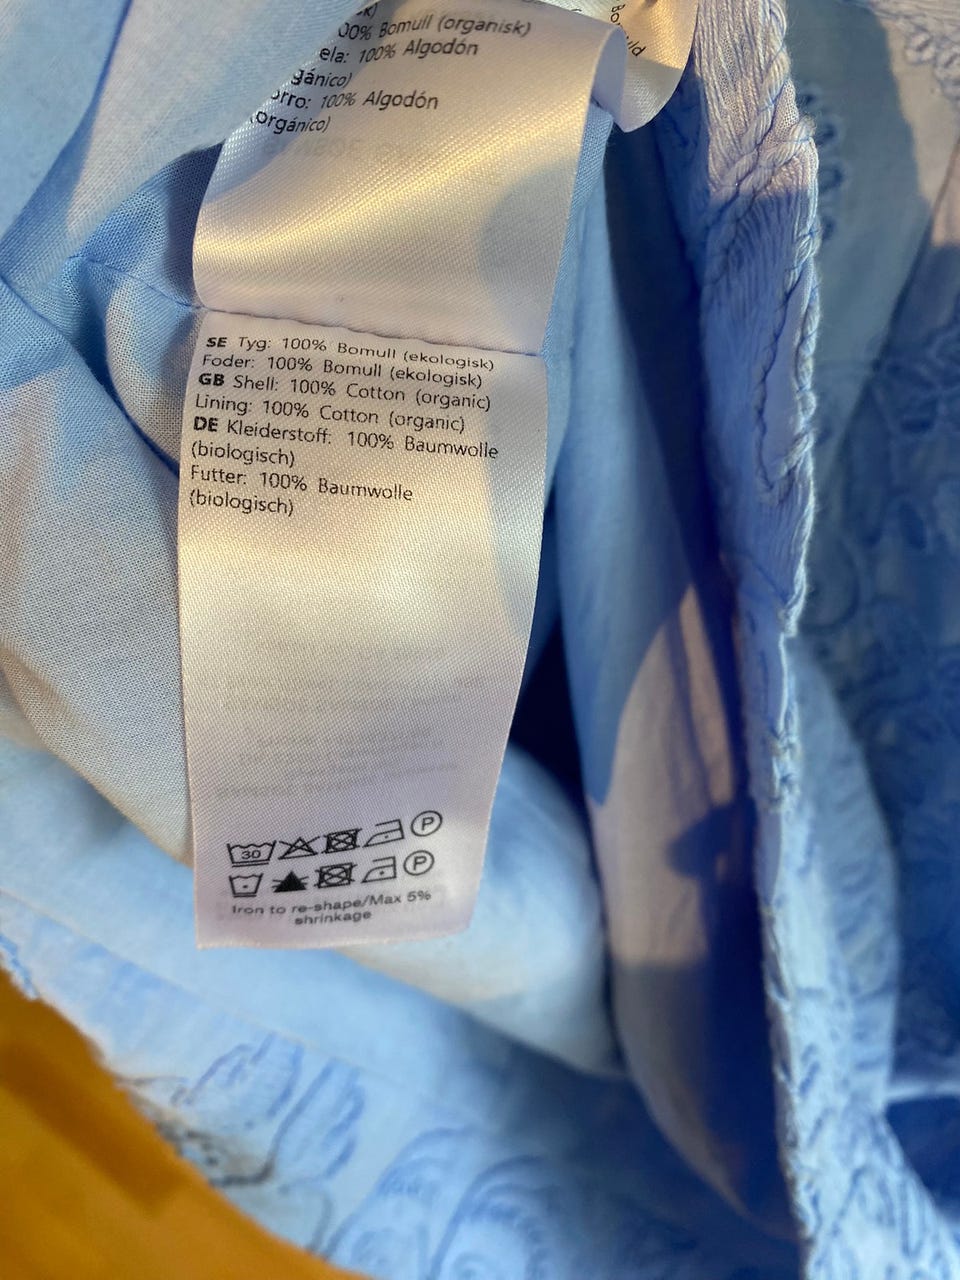 00% Bomull (organisk)
ela: 100% Algodón
gánico)
orro: 100% Algodón
(orgánico)
SE Tyg: 100% Bomull (ekologisk)
Foder: 100% Bomull (ekologisk)
GB Shell: 100% Cotton (organic)
Lining: 100% Cotton (organic)
DE Kleiderstoff: 100% Baumwolle
(biologisch)
Futter: 100% Baumwolle
(biologisch)
30 P
P
Iron to re-shape/Max 5%
shrinkage